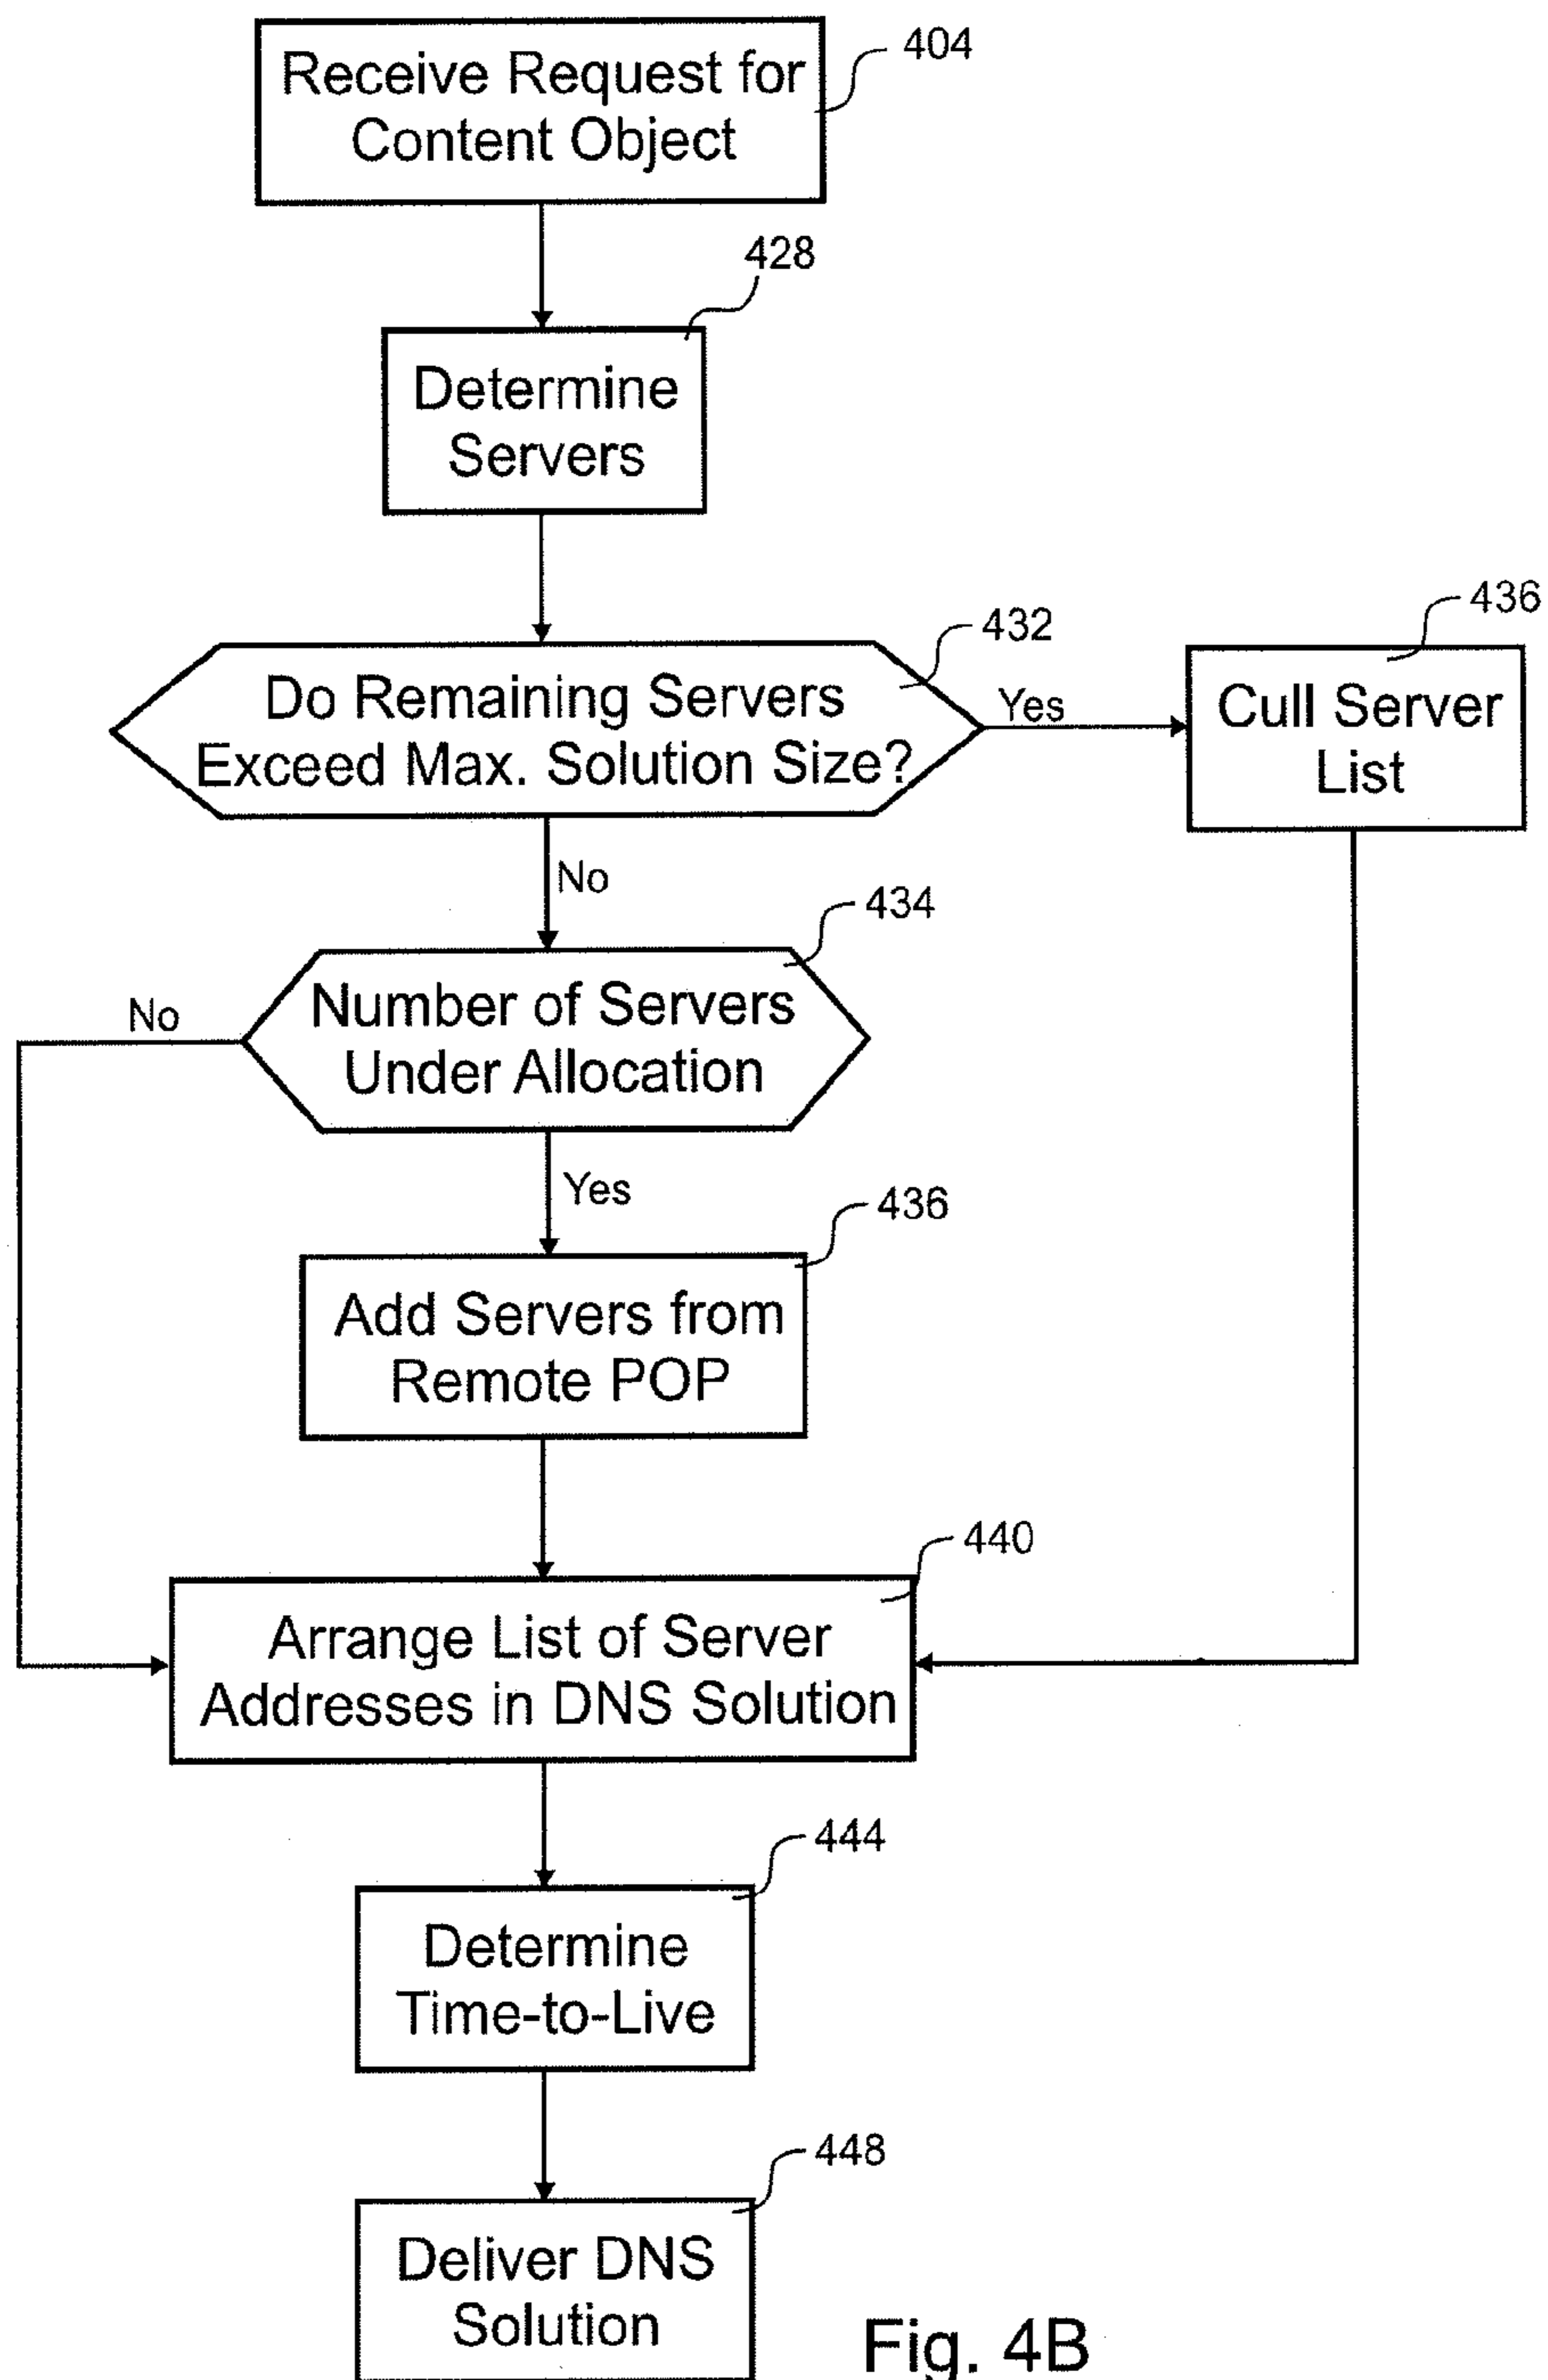 404
Receive Request for
Content Object
428
Determine
Servers
432
Do Remaining Servers
Exceed Max. Solution Size?
Yes
436
Cull Server
List
No
434
Number of Servers
Under Allocation
No
Yes
436
Add Servers from
Remote POP
440
Arrange List of Server
Addresses in DNS Solution
444
Determine
Time-to-Live
448
Deliver DNS
Solution
Fig. 4B